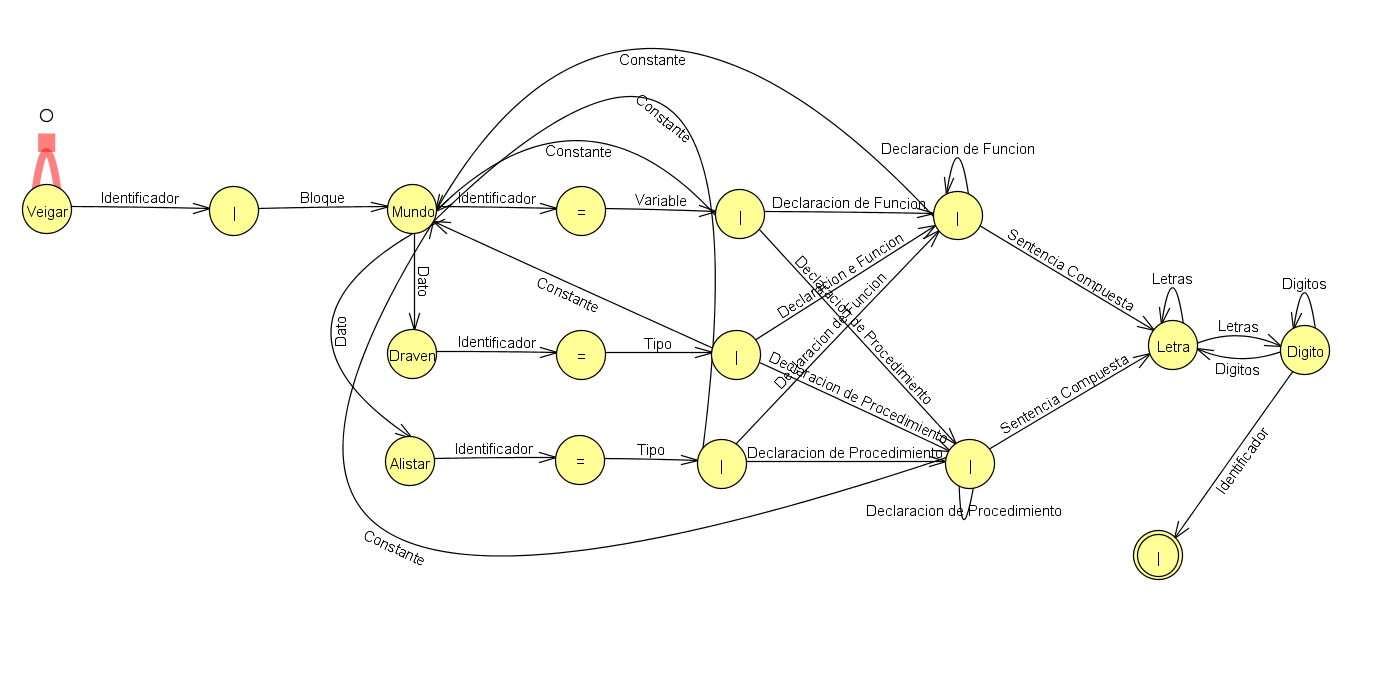 Constante
Constante
Constante
Declaracion de Funcion
Veigar
Identificador
|
Bloque
Mundo
Identificador
=
Variable
|
Declaracion de Funcion
|
Sentencia Compuesta
Dato
Dato
Constante
Declaracion e Funcion
Declaracion de Procedimiento
Declaracion de Funcion
Letras
Digitos
Draven
Identificador
=
Tipo
|
Declaracion de Procedimiento
Letra
Letras
Digitos
Digito
Sentencia Compuesta
Alistar
Identificador
=
Tipo
|
Declaracion de Procedimiento
|
Declaracion de Procedimiento
Identificador
Constante
|